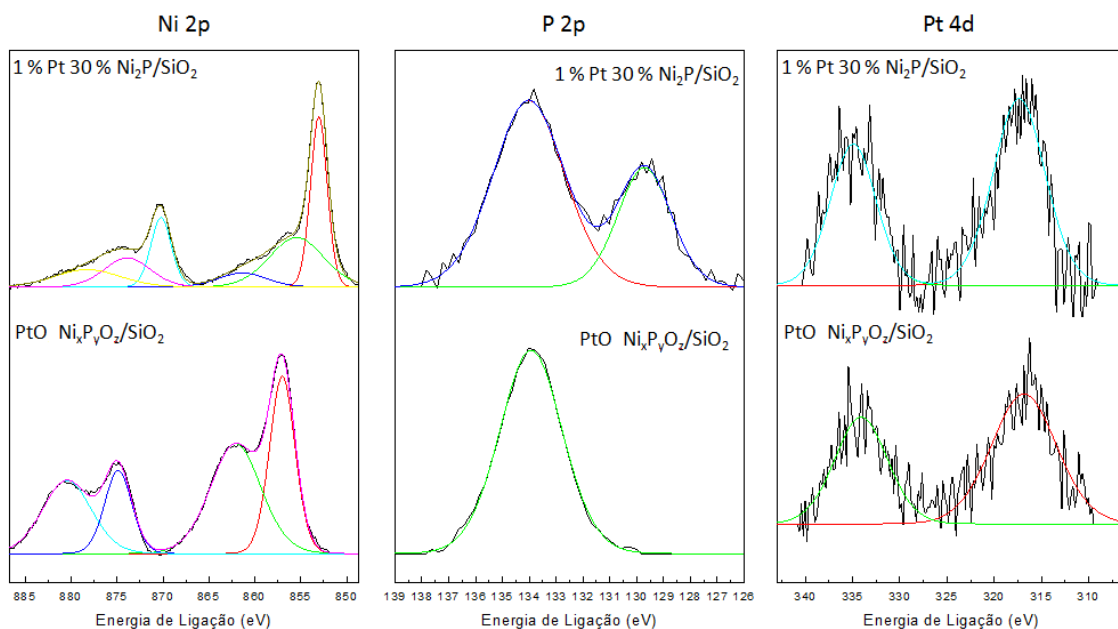 Ni 2p
P 2p
Pt 4d
1 % Pt 30 % Ni₂P/SiO₂
1 % Pt 30 % Ni₂P/SiO₂
1 % Pt 30 % Ni₂P/SiO₂
PtO NiₓPᵧO𝓏/SiO₂
PtO NiₓPᵧO𝓏/SiO₂
PtO NiₓPᵧO𝓏/SiO₂
885 880 875 870 865 860 855 850
139 138 137 136 135 134 133 132 131 130 129 128 127 126
340 335 330 325 320 315 310
Energia de Ligação (eV)
Energia de Ligação (eV)
Energia de Ligação (eV)